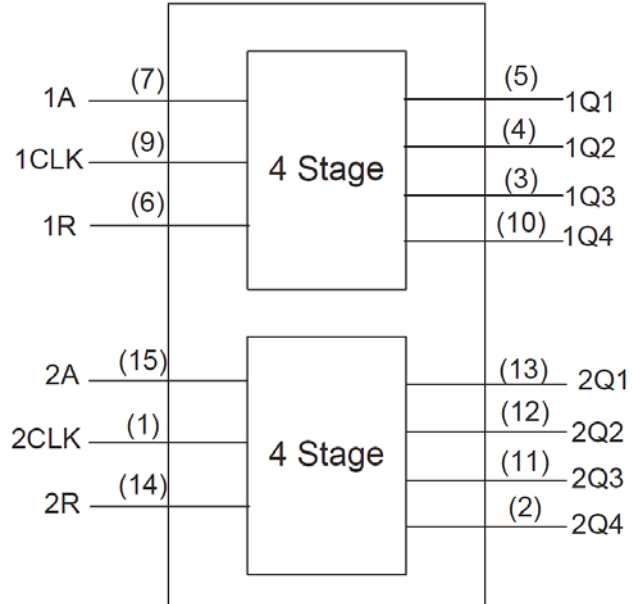 1A (7) (5) 1Q1
1CLK (9) (4) 1Q2
4 Stage
1R (6) (3) 1Q3
(10) 1Q4
2A (15) (13) 2Q1
2CLK (1) (12) 2Q2
4 Stage
2R (14) (11) 2Q3
(2) 2Q4